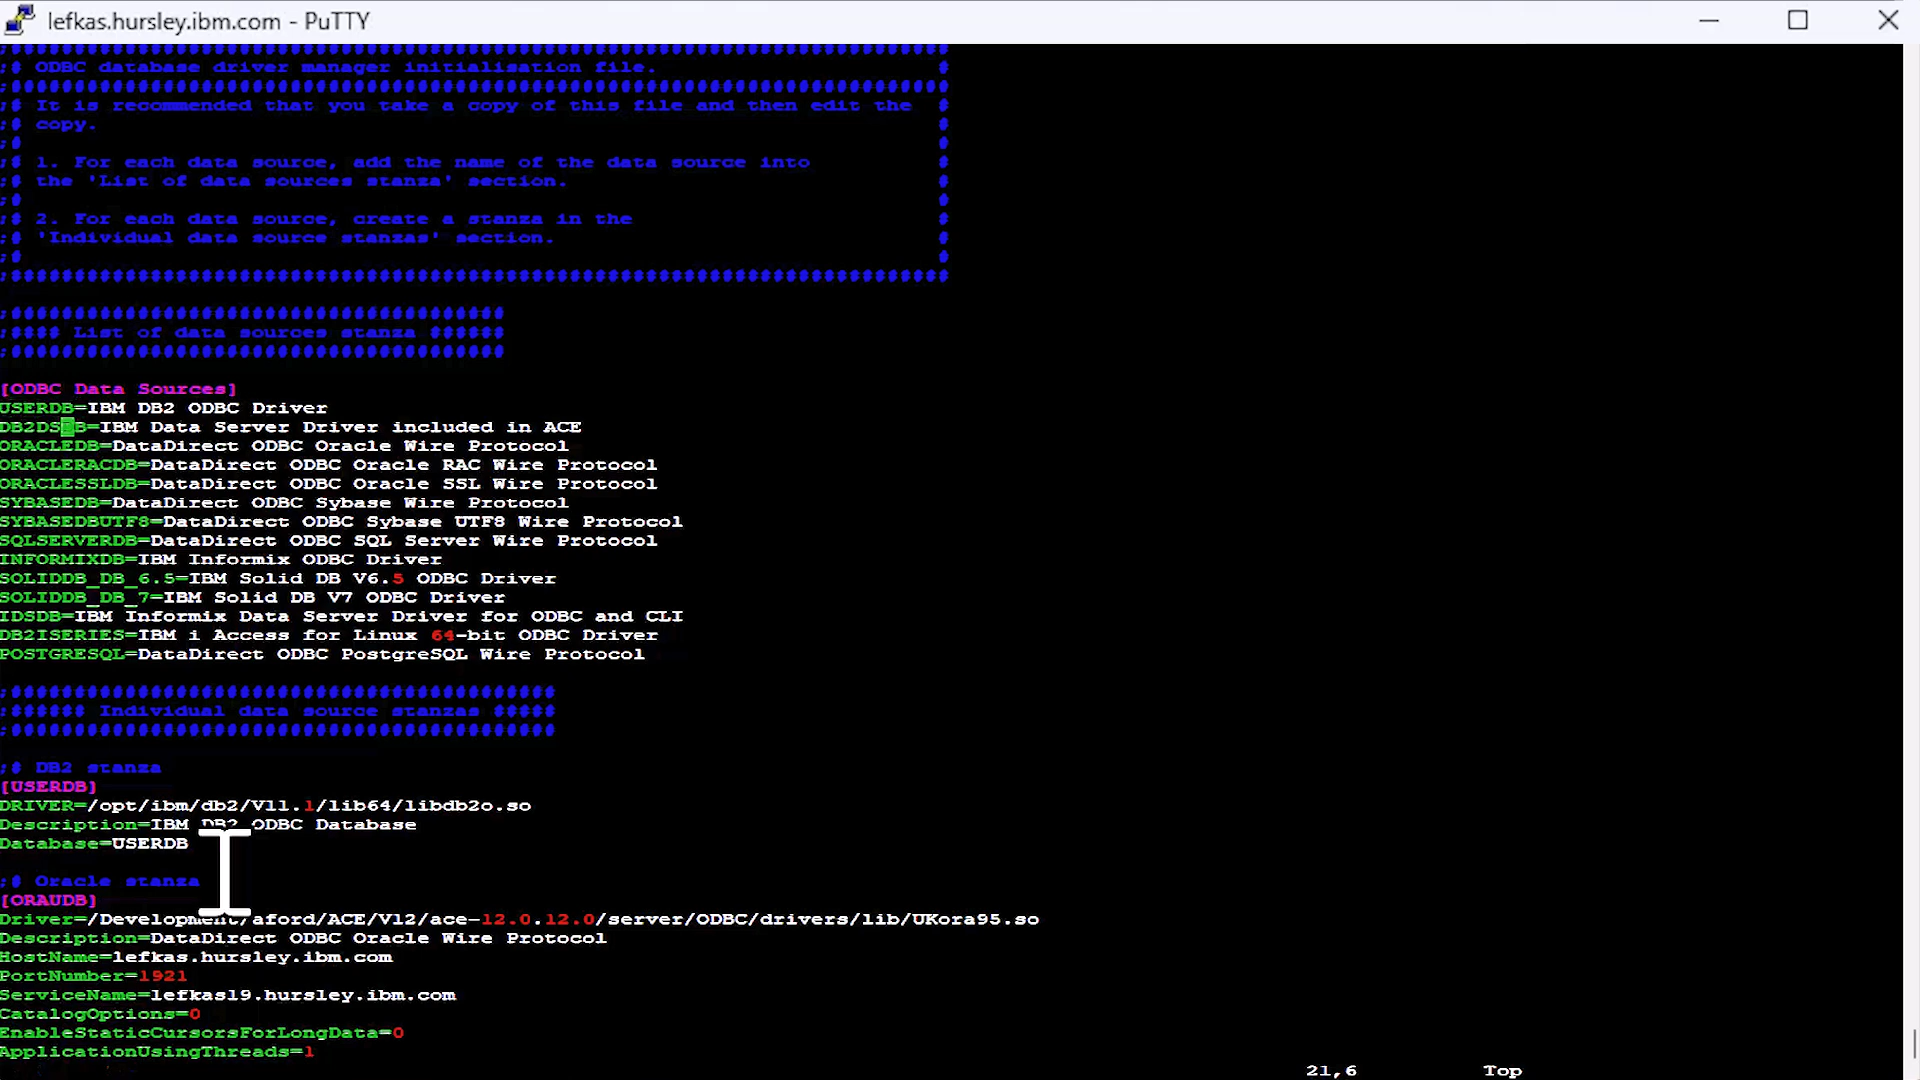 lefkas.hursley.ibm.com - PuTTY
;##########################################################################
;# ODBC database driver manager initialisation file.                       #
;##########################################################################
;# It is recommended that you take a copy of this file and then edit the  #
;# copy.                                                                  #
;#                                                                        #
;# 1. For each data source, add the name of the data source into          #
;# the 'List of data sources stanza' section.                             #
;#                                                                        #
;# 2. For each data source, create a stanza in the                        #
;# 'Individual data source stanzas' section.                              #
;#                                                                        #
;##########################################################################
;#######################################
;#### List of data sources stanza ######
;#######################################
[ODBC Data Sources]
USERDB=IBM DB2 ODBC Driver
DB2DSDB=IBM Data Server Driver included in ACE
ORACLEDB=DataDirect ODBC Oracle Wire Protocol
ORACLERACDB=DataDirect ODBC Oracle RAC Wire Protocol
ORACLESSLDB=DataDirect ODBC Oracle SSL Wire Protocol
SYBASEDB=DataDirect ODBC Sybase Wire Protocol
SYBASEDBUTF8=DataDirect ODBC Sybase UTF8 Wire Protocol
SQLSERVERDB=DataDirect ODBC SQL Server Wire Protocol
INFORMIXDB=IBM Informix ODBC Driver
SOLIDDB_DB_6.5=IBM Solid DB V6.5 ODBC Driver
SOLIDDB_DB_7=IBM Solid DB V7 ODBC Driver
IDSDB=IBM Informix Data Server Driver for ODBC and CLI
DB2ISERIES=IBM i Access for Linux 64-bit ODBC Driver
POSTGRESQL=DataDirect ODBC PostgreSQL Wire Protocol
;###########################################
;###### Individual data source stanzas #####
;###########################################
;# DB2 stanza
[USERDB]
DRIVER=/opt/ibm/db2/V11.1/lib64/libdb2o.so
Description=IBM DB2 ODBC Database
Database=USERDB
;# Oracle stanza
[ORAUDB]
Driver=/Development/aford/ACE/V12/ace-12.0.12.0/server/ODBC/drivers/lib/UKora95.so
Description=DataDirect ODBC Oracle Wire Protocol
HostName=lefkas.hursley.ibm.com
PortNumber=1921
ServiceName=lefkas19.hursley.ibm.com
CatalogOptions=0
EnableStaticCursorsForLongData=0
ApplicationUsingThreads=1
21,6 Top